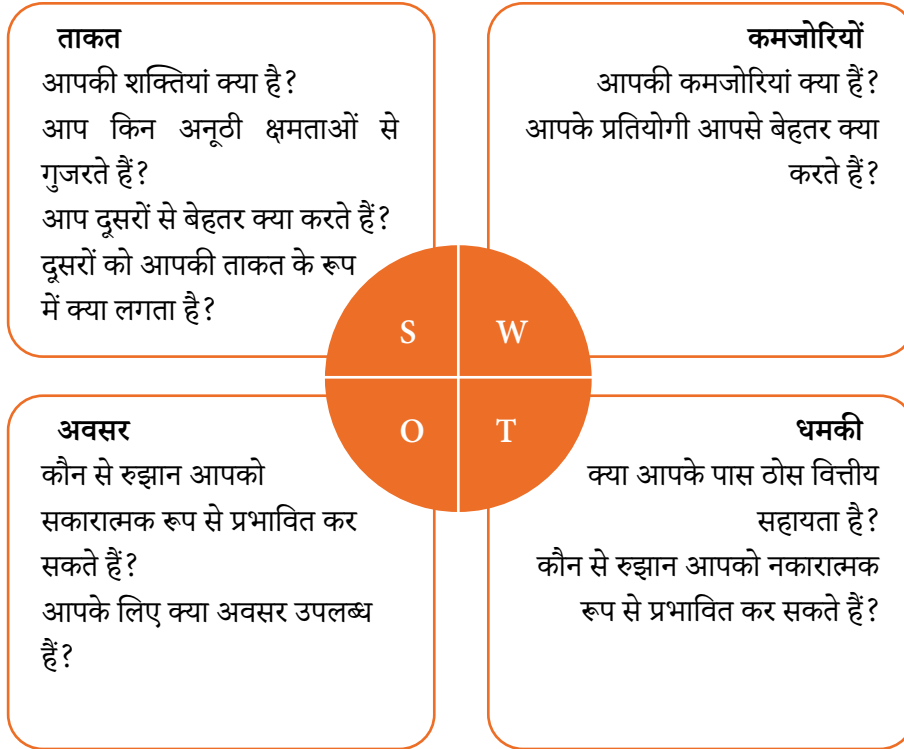 ताकत
आपकी शक्तियां क्या है?
आप किन अनूठी क्षमताओं से
गुजरते हैं?
आप दूसरों से बेहतर क्या करते हैं?
दूसरों को आपकी ताकत के रूप
में क्या लगता है?
कमजोरियों
आपकी कमजोरियां क्या हैं?
आपके प्रतियोगी आपसे बेहतर क्या
करते हैं?
S W
O T
अवसर
कौन से रुझान आपको
सकारात्मक रूप से प्रभावित कर
सकते हैं?
आपके लिए क्या अवसर उपलब्ध
हैं?
धमकी
क्या आपके पास ठोस वित्तीय
सहायता है?
कौन से रुझान आपको नकारात्मक
रूप से प्रभावित कर सकते हैं?